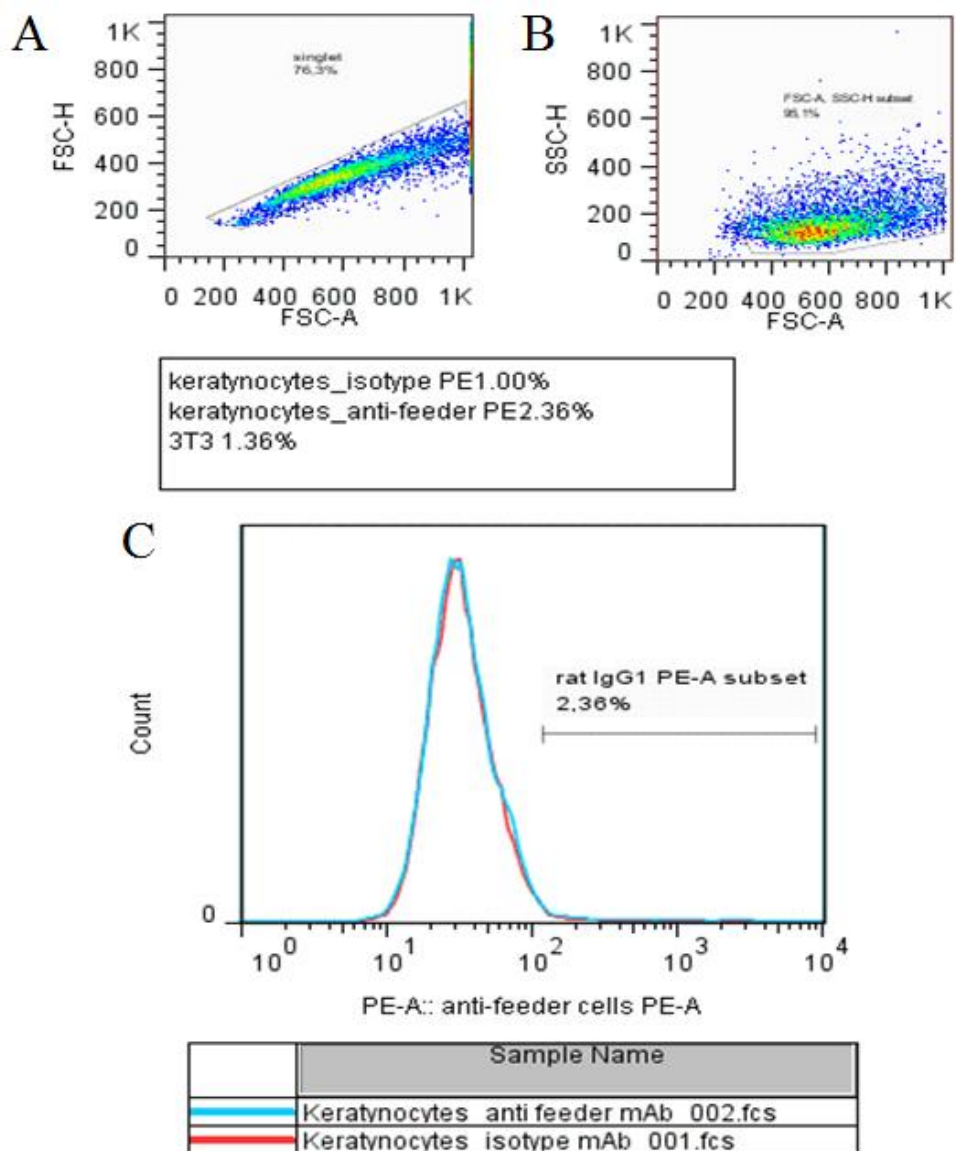 A
1K
800
600
400
200
0
FSC-H
singlet
76,3%
0 200 400 600 800 1K
FSC-A
B
1K
800
600
400
200
0
SSC-H
FSC-A, SSC-H subset
95,1%
0 200 400 600 800 1K
FSC-A
keratynocytes_isotype PE1.00%
keratynocytes_anti-feeder PE2.36%
3T3 1.36%
C
Count
0
rat IgG1 PE-A subset
2,36%
10^0 10^1 10^2 10^3 10^4
PE-A:: anti-feeder cells PE-A
Sample Name
Keratynocytes anti feeder mAb 002.fcs
Keratynocytes isotype mAb 001.fcs